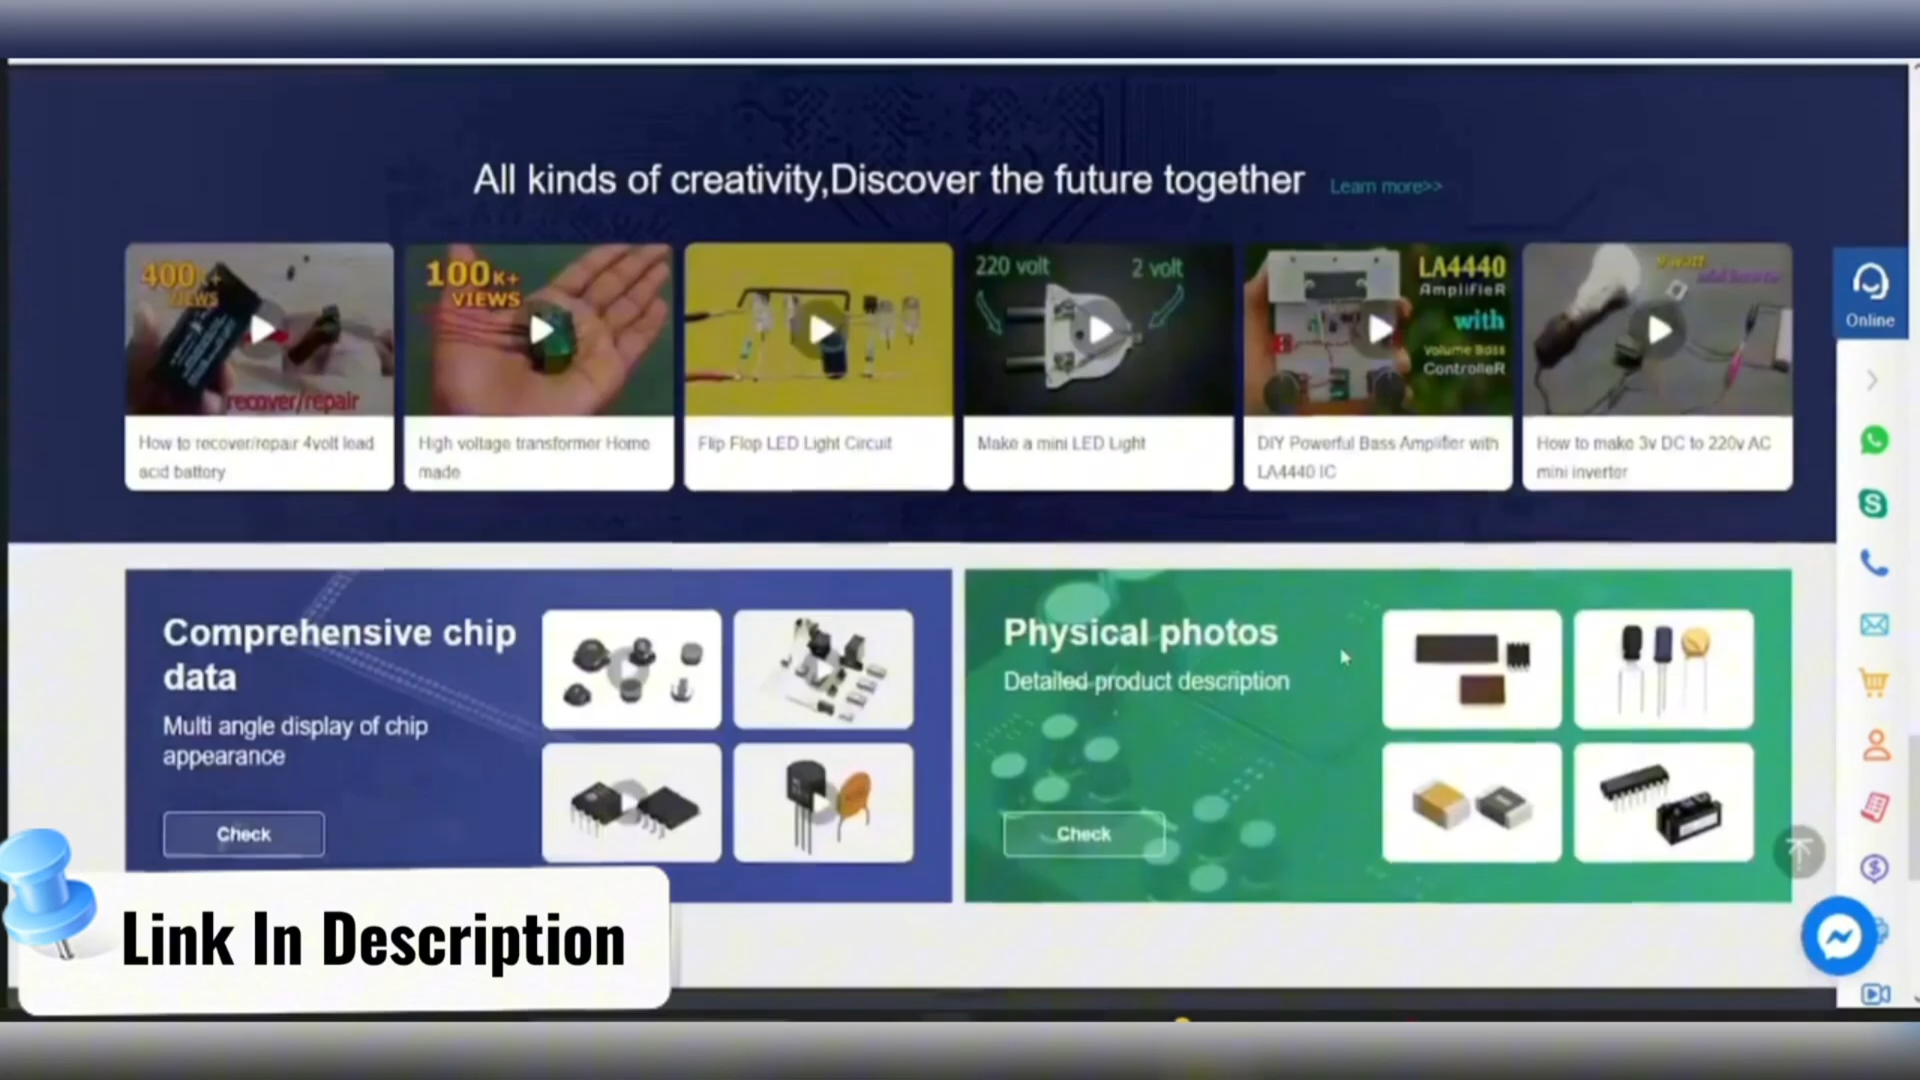 All kinds of creativity,Discover the future together Learn more>>
400K+
VIEWS
recover/repair
100K+
VIEWS
220 volt
2 volt
LA4440
AmplifieR
with
Volume Bass
ControlleR
How to recover/repair 4volt lead
acid battery
High voltage transformer Home
made
Flip Flop LED Light Circuit
Make a mini LED Light
DIY Powerful Bass Amplifier with
LA4440 IC
How to make 3v DC to 220v AC
mini invertor
Online
Comprehensive chip
data
Multi angle display of chip
appearance
Check
Physical photos
Detailed product description
Check
Link In Description